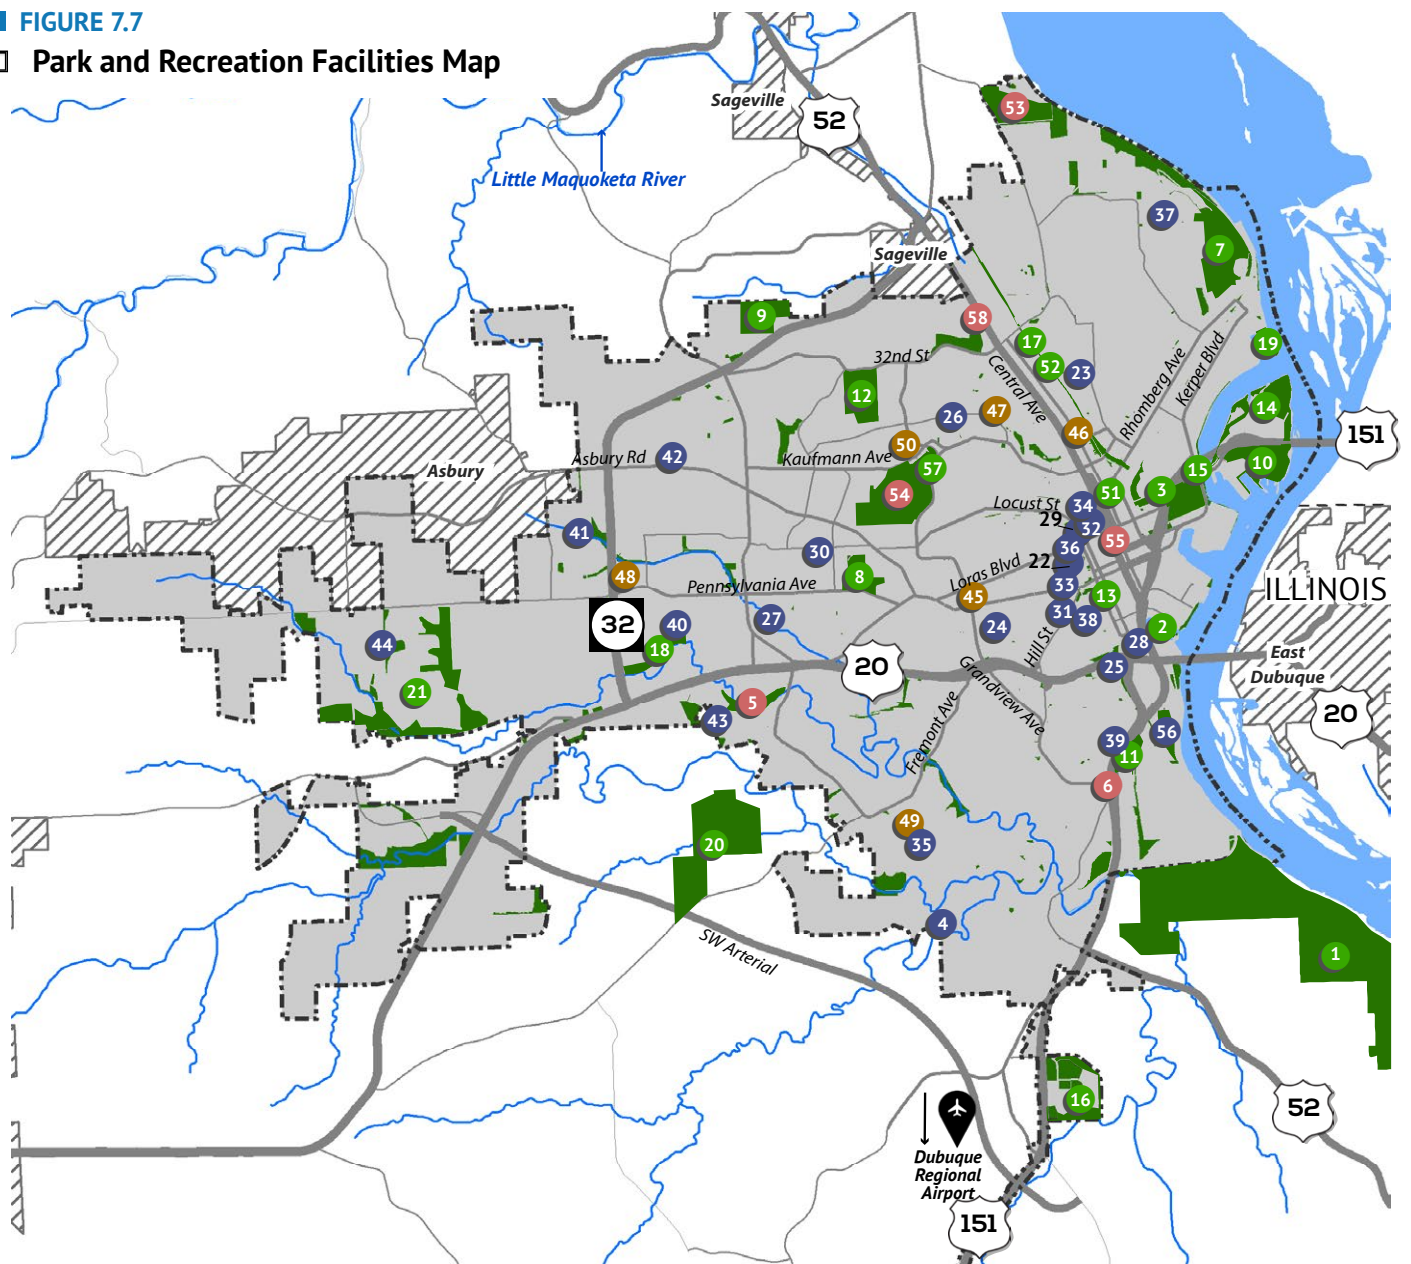 FIGURE 7.7
Park and Recreation Facilities Map
Sageville
52
53
Little Maquoketa River
37
7
Sageville
9
58
17
19
32nd St
52
23
Central Ave
Rhomberg Ave
Kerper Blvd
12
14
26
47
46
151
50
42
Asbury Rd
Kaufmann Ave
57
15
10
Asbury
54
51
3
Locust St
34
29
32
41
55
30
36
22
48
Pennsylvania Ave
8
Loras Blvd
33
ILLINOIS
45
13
32
40
27
24
31
38
2
Hill St
44
18
28
East
Dubuque
20
25
Grandview Ave
21
5
20
43
Fremont Ave
39
56
11
6
49
35
20
4
SW Arterial
1
16
52
Dubuque
Regional
Airport
151